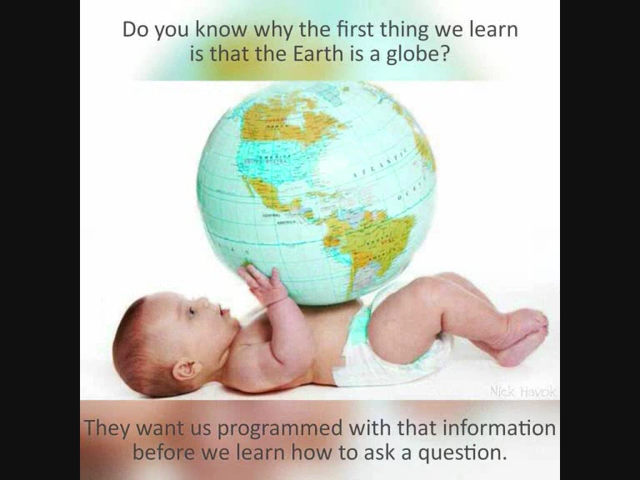 Do you know why the first thing we learn
is that the Earth is a globe?
ATLANTIC
Nick Havok
They want us programmed with that information
before we learn how to ask a question.